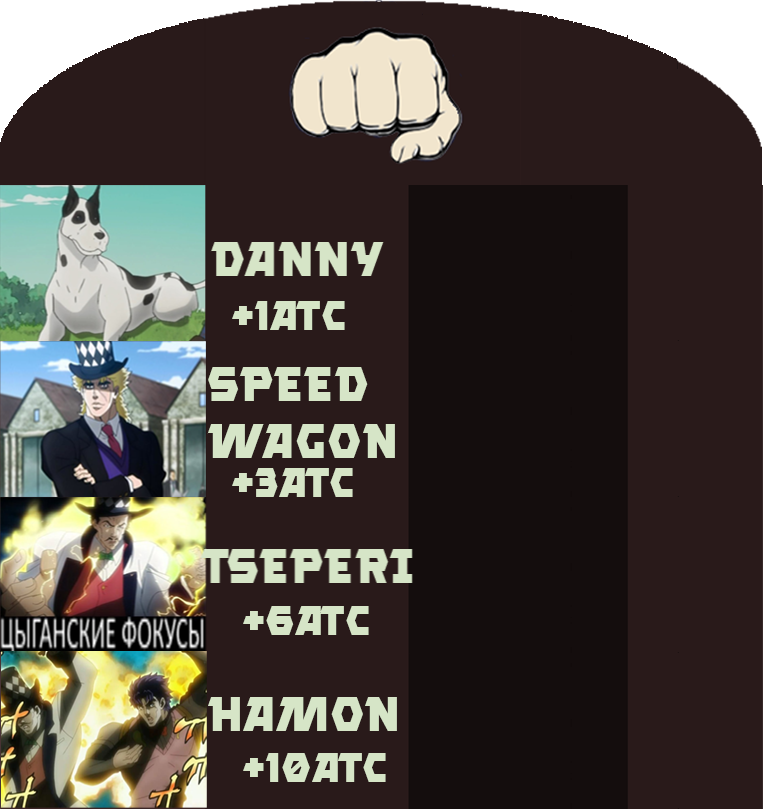 DANNY
+1ATC
SPEED
WAGON
+3ATC
TSEPERI
+6ATC
ЦЫГАНСКИЕ ФОКУСЫ
HAMON
+10ATC